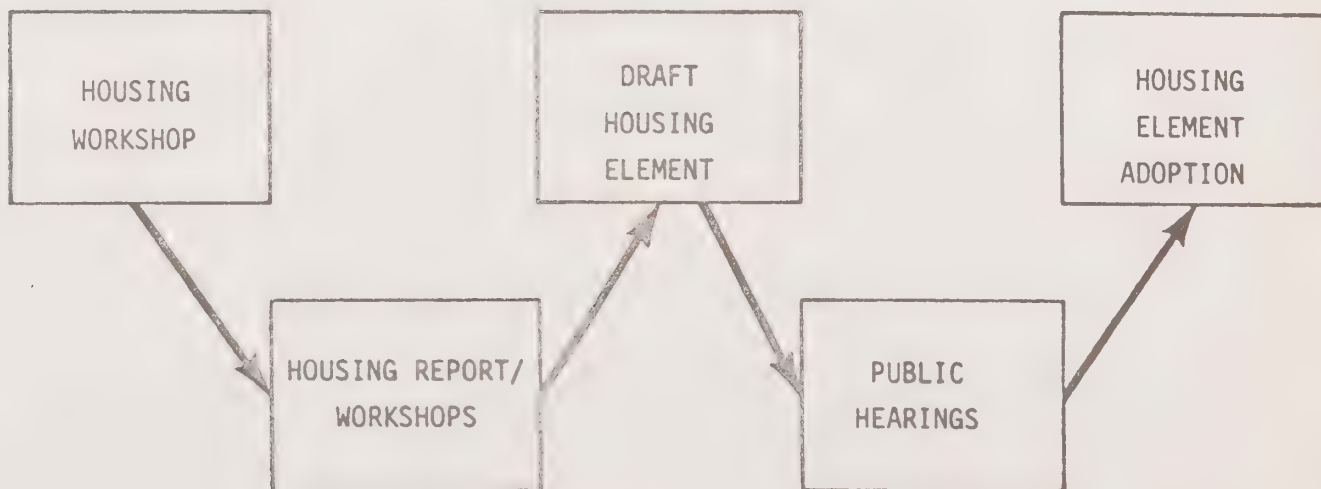 HOUSING
WORKSHOP
HOUSING REPORT/
WORKSHOPS
DRAFT
HOUSING
ELEMENT
PUBLIC
HEARINGS
HOUSING
ELEMENT
ADOPTION